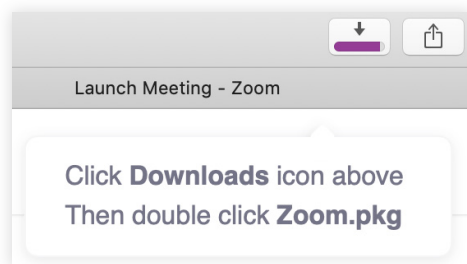 Launch Meeting - Zoom
Click Downloads icon above
Then double click Zoom.pkg